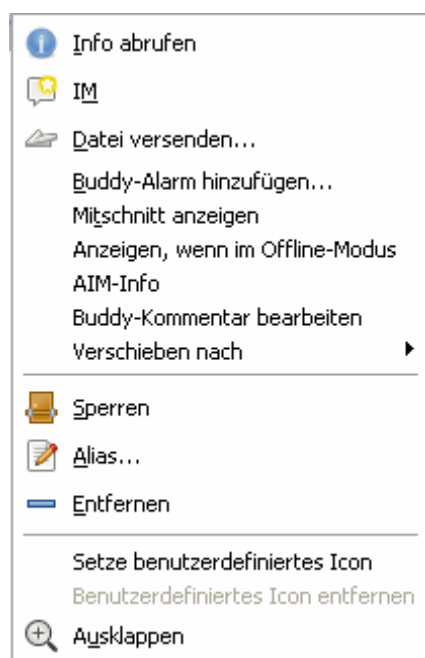 Info abrufen
IM
Datei versenden...
Buddy-Alarm hinzufügen...
Mitschnitt anzeigen
Anzeigen, wenn im Offline-Modus
AIM-Info
Buddy-Kommentar bearbeiten
Verschieben nach
Sperren
Alias...
Entfernen
Setze benutzerdefiniertes Icon
Benutzerdefiniertes Icon entfernen
Ausklappen